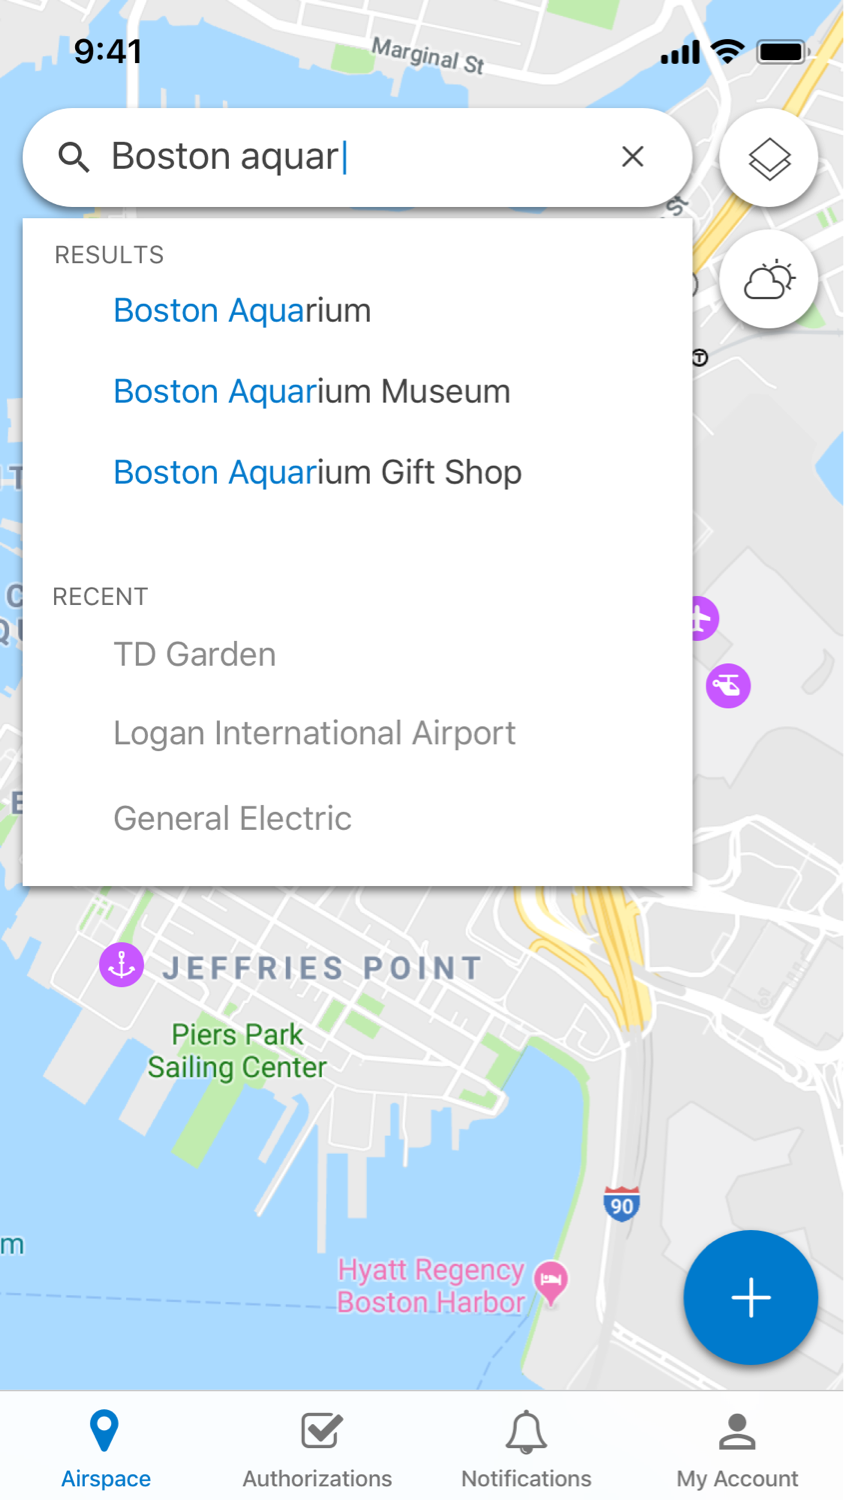 Marginal St
9:41
Boston aquar
St
RESULTS
Boston Aquarium
Boston Aquarium Museum
Boston Aquarium Gift Shop
T
RECENT
TD Garden
Logan International Airport
General Electric
JEFFRIES POINT
Piers Park
Sailing Center
90
m
Hyatt Regency
Boston Harbor
Airspace
Authorizations
Notifications
My Account